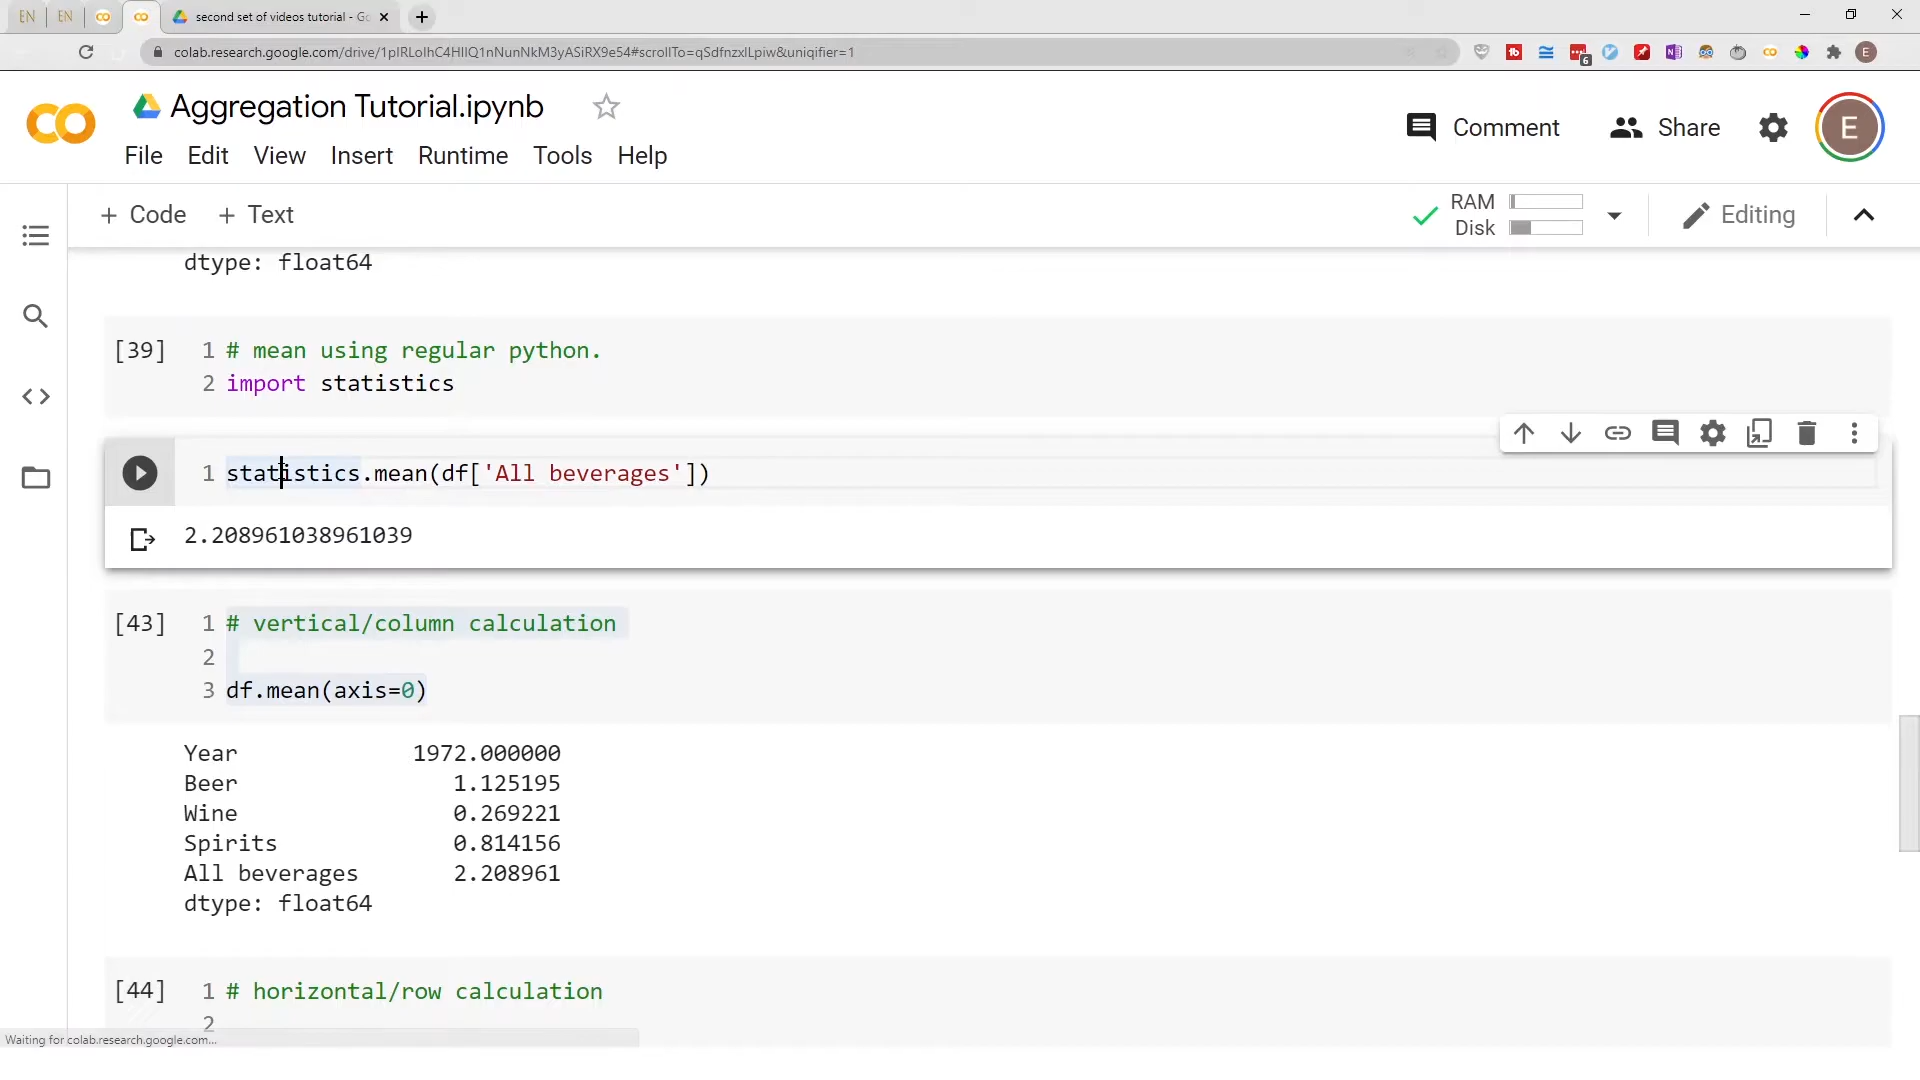 EN EN second set of videos tutorial - Go
colab.research.google.com/drive/1pIRLoIhC4HIIQ1nNunNkM3yASiRX9e54#scrollTo=qSdfnzxlLpiw&uniqifier=1
6 E
Aggregation Tutorial.ipynb
File Edit View Insert Runtime Tools Help
Comment Share E
+ Code + Text
RAM
Disk
Editing
dtype: float64
[39] 1 # mean using regular python.
2 import statistics
1 statistics.mean(df['All beverages'])
2.208961038961039
[43] 1 # vertical/column calculation
2
3 df.mean(axis=0)
Year 1972.000000
Beer 1.125195
Wine 0.269221
Spirits 0.814156
All beverages 2.208961
dtype: float64
[44] 1 # horizontal/row calculation
2
Waiting for colab.research.google.com...